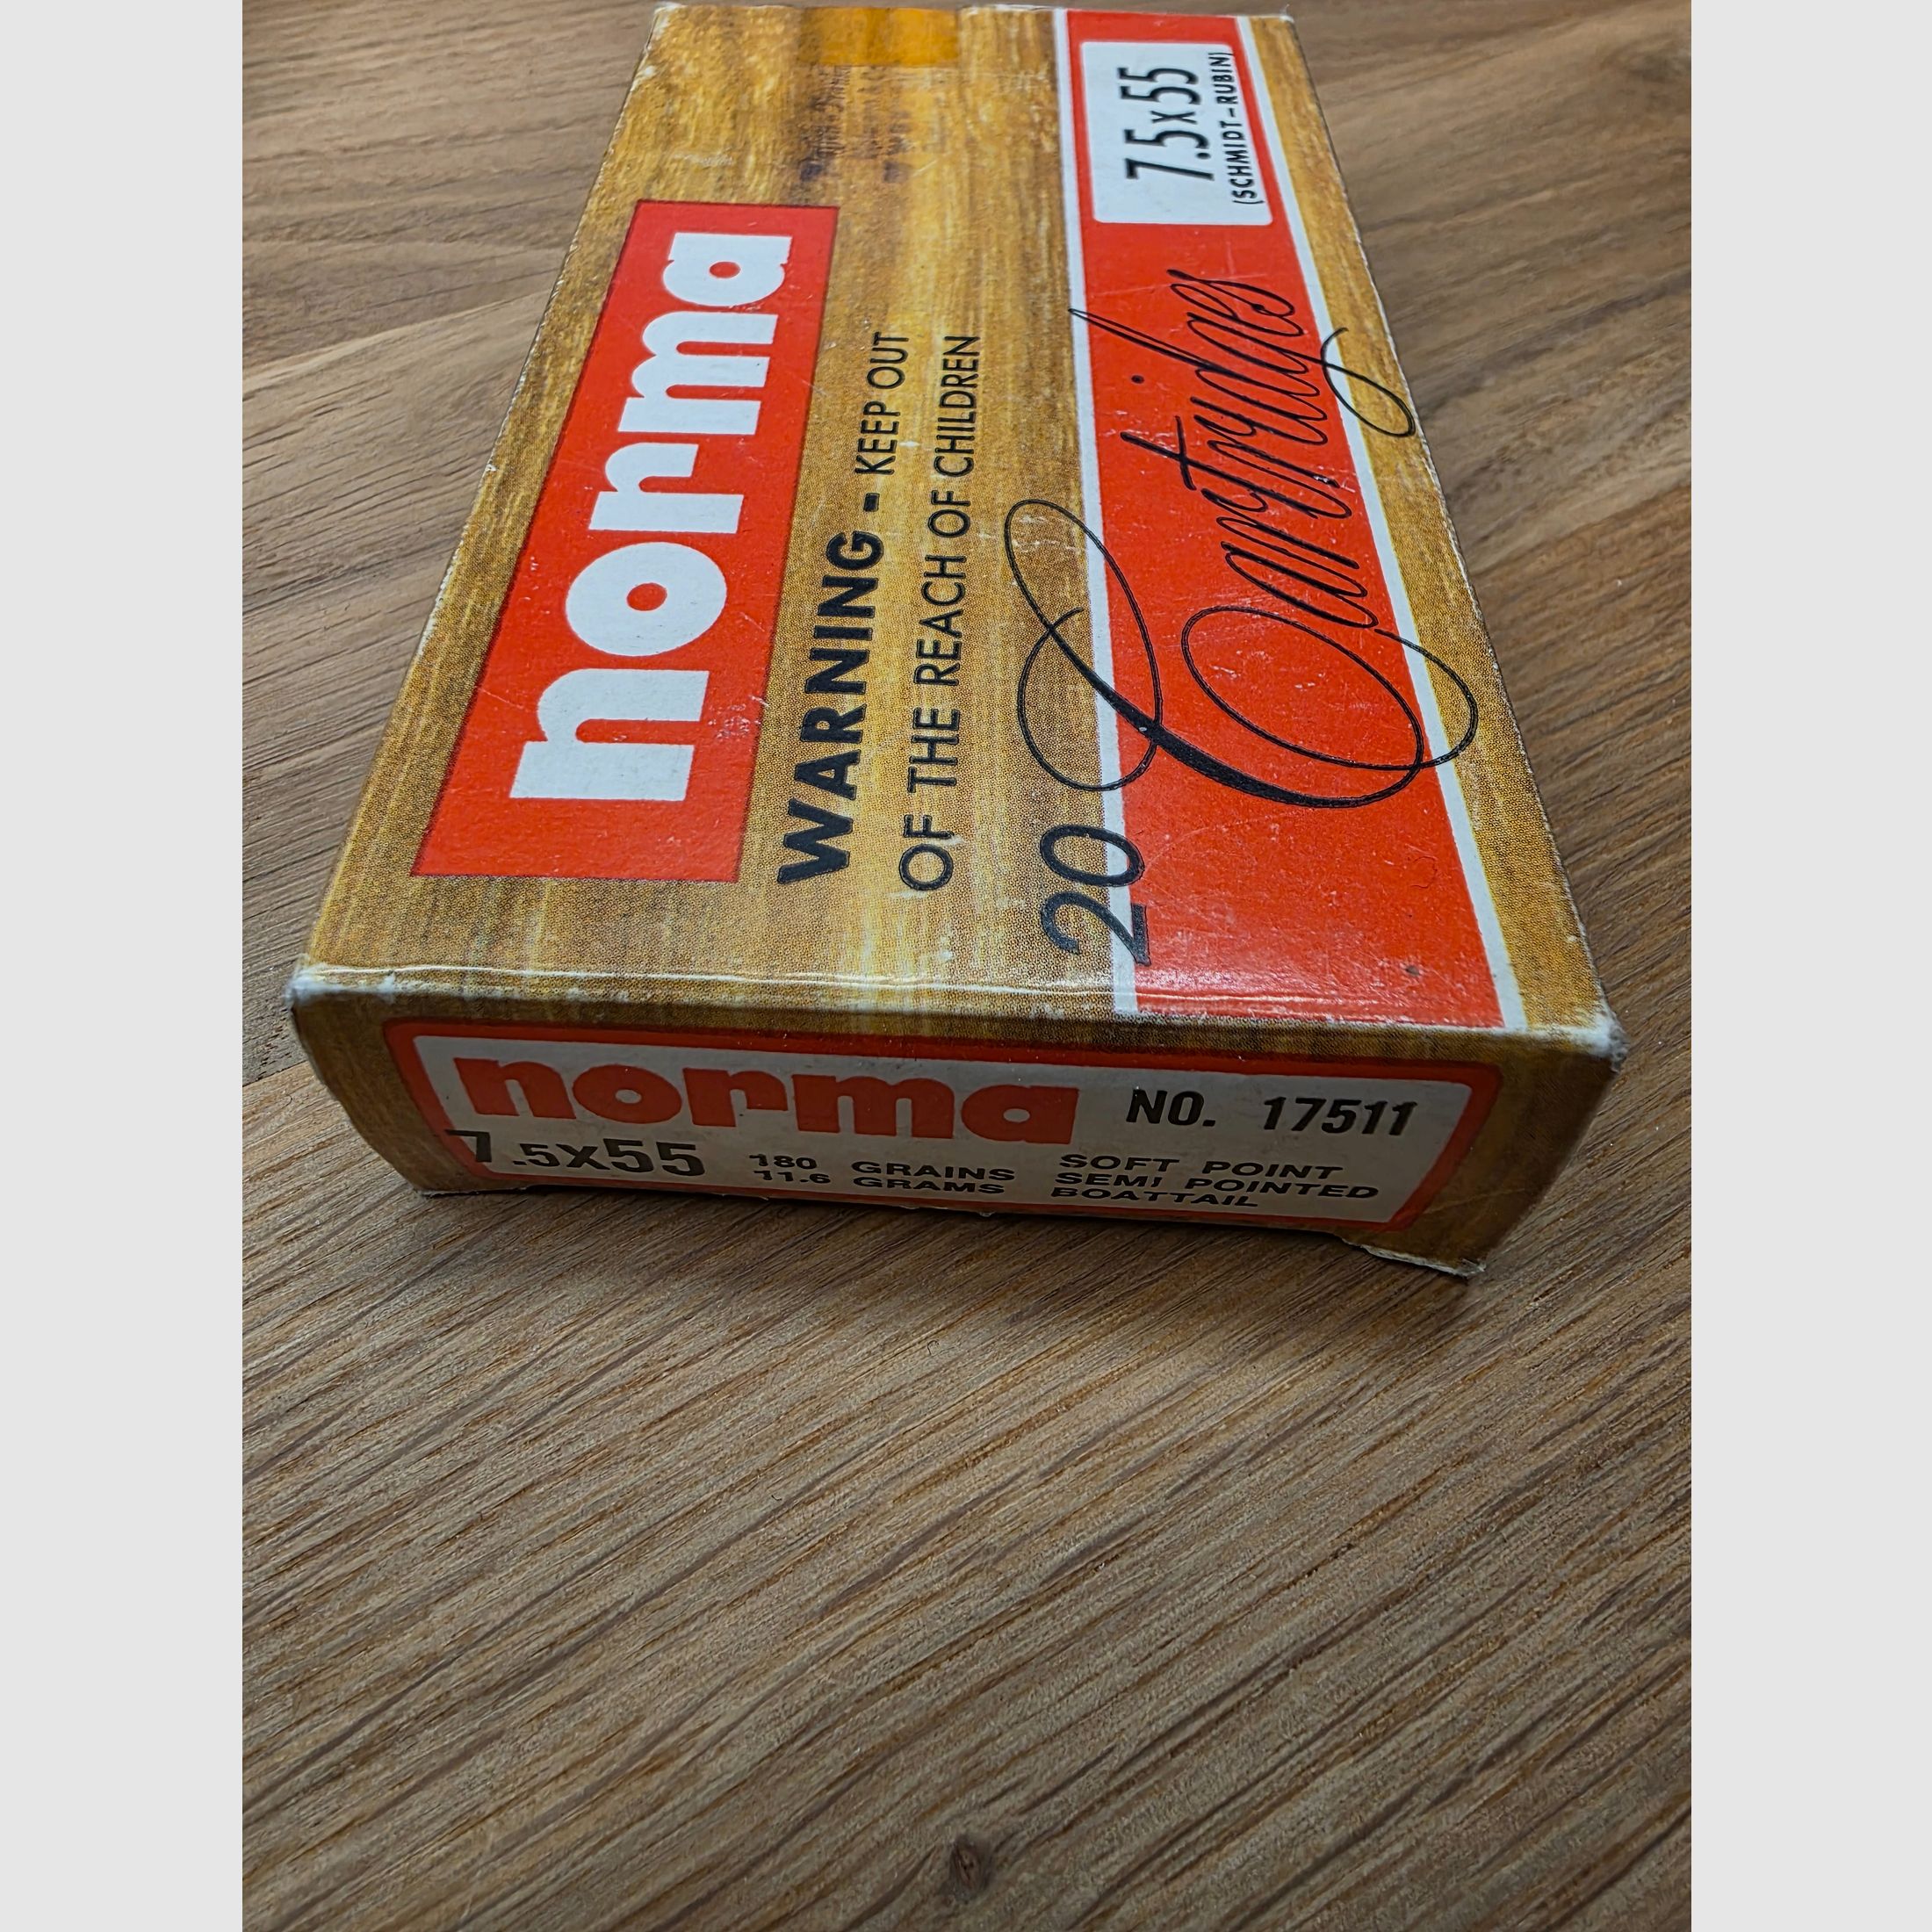 norma
WARNING - KEEP OUT
OF THE REACH OF CHILDREN
20 Cartridges
7.5x55
(SCHMIDT-RUBIN)
norma NO. 17511
7.5X55 180 GRAINS SOFT POINT
11.6 GRAMS SEMI POINTED
BOATTAIL